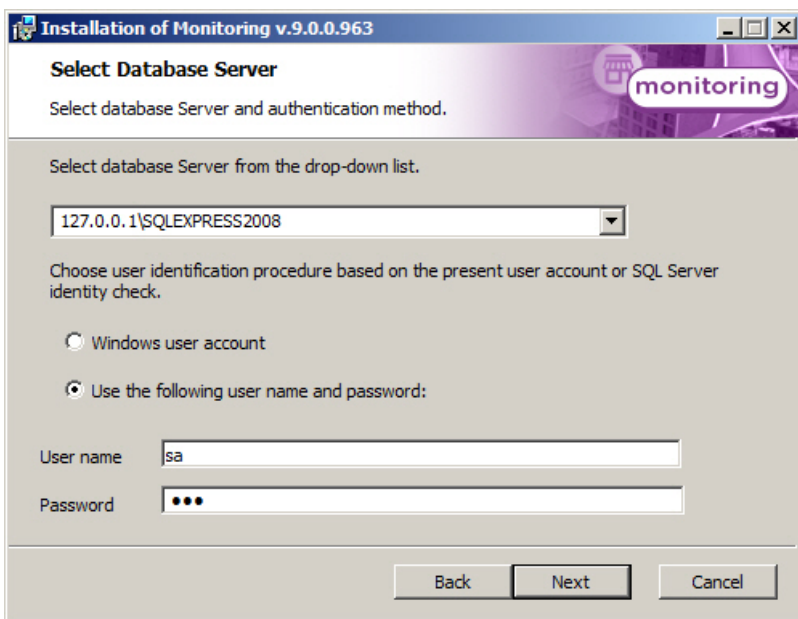 Installation of Monitoring v.9.0.0.963
Select Database Server
Select database Server and authentication method.
monitoring
Select database Server from the drop-down list.
127.0.0.1\SQLEXPRESS2008
Choose user identification procedure based on the present user account or SQL Server
identity check.
Windows user account
Use the following user name and password:
User name
sa
Password
•••
Back
Next
Cancel